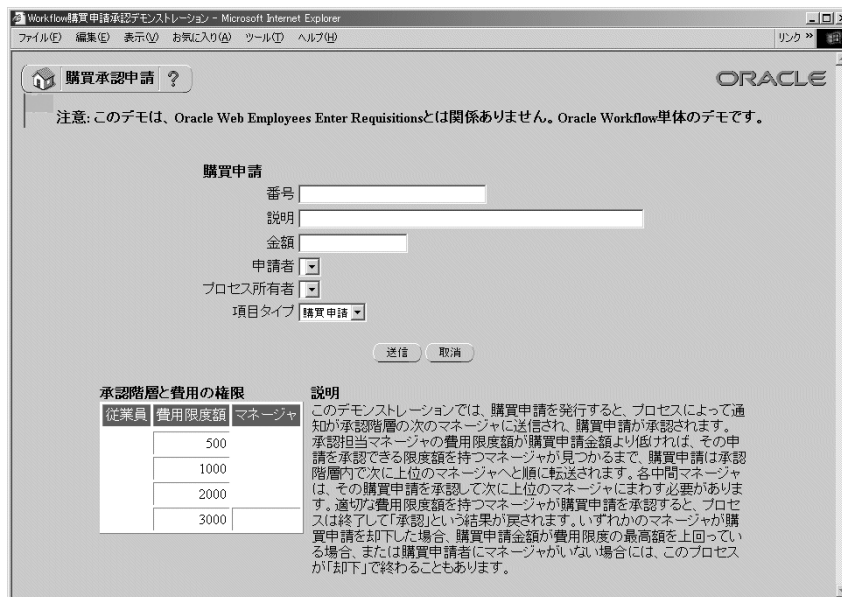 Workflow購買申請承認デモンストレーション - Microsoft Internet Explorer
ファイル(F) 編集(E) 表示(V) お気に入り(A) ツール(T) ヘルプ(H) リンク »
購買承認申請 ?
ORACLE
注意: このデモは、Oracle Web Employees Enter Requisitionsとは関係ありません。Oracle Workflow単体のデモです。
購買申請
番号
説明
金額
申請者
プロセス所有者
項目タイプ 購買申請
送信 取消
承認階層と費用の権限
従業員 費用限度額 マネージャ
500
1000
2000
3000
説明
このデモンストレーションでは、購買申請を発行すると、プロセスによって通
知が承認階層の次のマネージャに送信され、購買申請が承認されます。
承認担当マネージャの費用限度額が購買申請金額より低ければ、その申
請を承認できる限度額を持つマネージャが見つかるまで、購買申請は承認
階層内で次に上位のマネージャへと順に転送されます。各中間マネージャ
は、その購買申請を承認して次に上位のマネージャにまわす必要がありま
す。適切な費用限度額を持つマネージャが購買申請を承認すると、プロセ
スは終了して「承認」という結果が戻されます。いずれかのマネージャが購
買申請を却下した場合、購買申請金額が費用限度の最高額を上回ってい
る場合、または購買申請者にマネージャがいない場合には、このプロセス
が「却下」で終わることもあります。